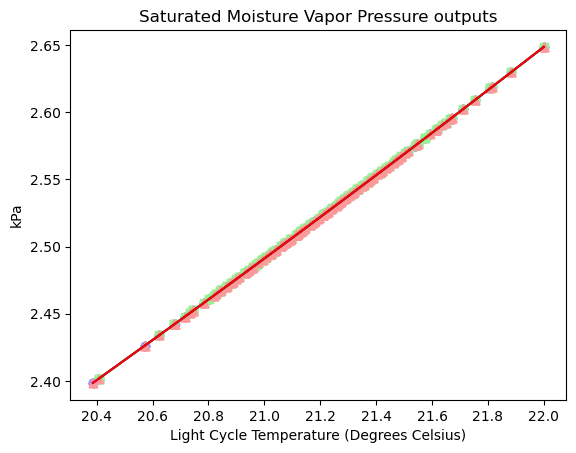 Saturated Moisture Vapor Pressure outputs
2.65
2.60
2.55
2.50
2.45
2.40
kPa
20.4 20.6 20.8 21.0 21.2 21.4 21.6 21.8 22.0
Light Cycle Temperature (Degrees Celsius)